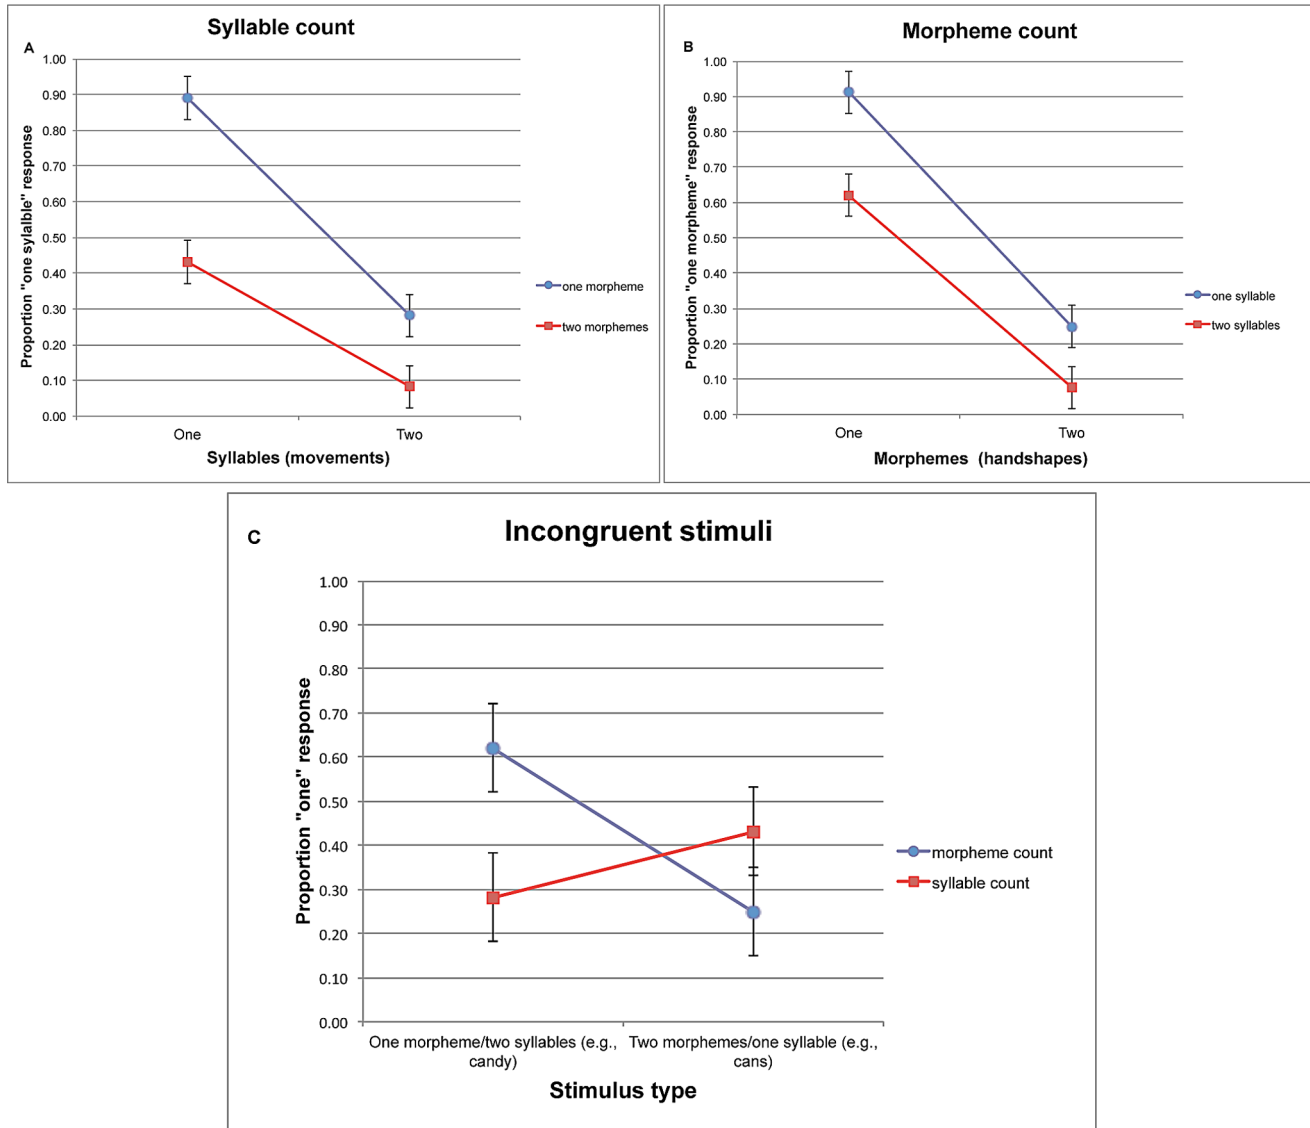 Syllable count
A
1.00
0.90
0.80
0.70
0.60
0.50
0.40
0.30
0.20
0.10
0.00
Proportion "one sylalble" response
One Two
Syllables (movements)
one morpheme
two morphemes
Morpheme count
B
1.00
0.90
0.80
0.70
0.60
0.50
0.40
0.30
0.20
0.10
0.00
Proportion "one morpheme" response
One Two
Morphemes (handshapes)
one syllable
two syllables
Incongruent stimuli
C
1.00
0.90
0.80
0.70
0.60
0.50
0.40
0.30
0.20
0.10
0.00
Proportion "one" response
One morpheme/two syllables (e.g.,
candy)
Two morphemes/one syllable (e.g.,
cans)
Stimulus type
morpheme count
syllable count